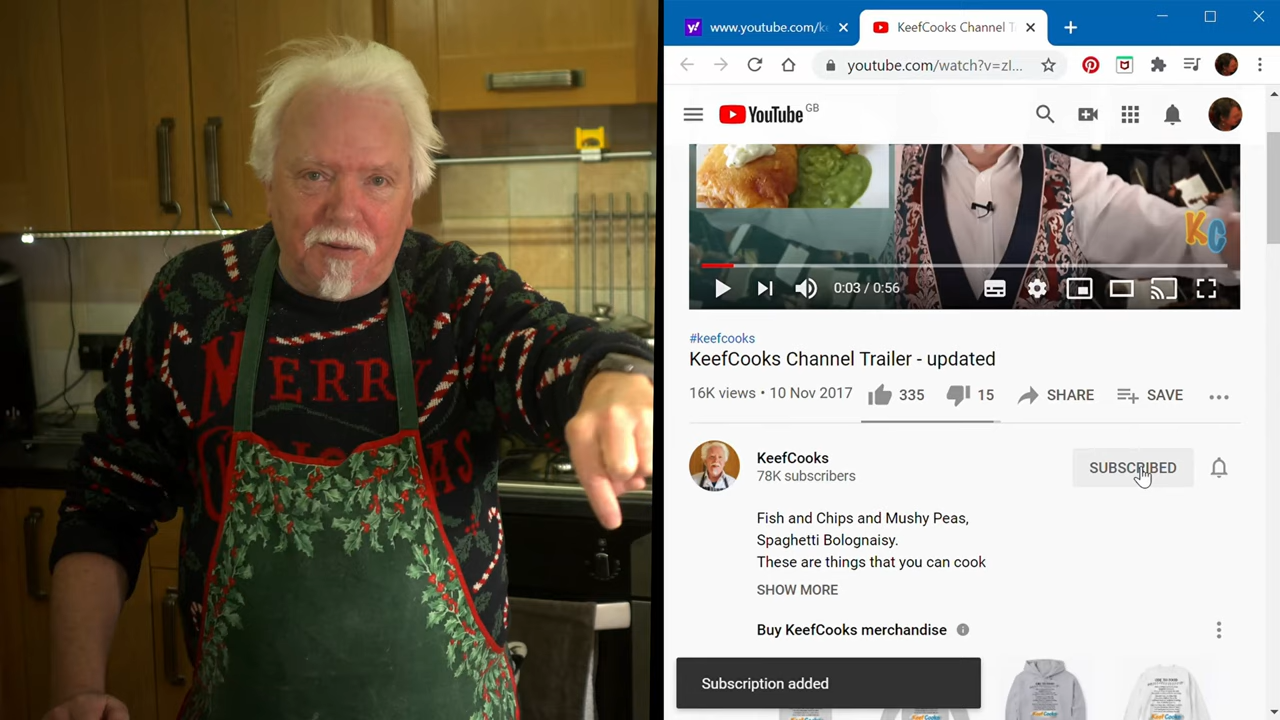 MERRY
CHRISTMAS
www.youtube.com/k
KeefCooks Channel T
youtube.com/watch?v=zl...
YouTube GB
KC
0:03 / 0:56
#keefcooks
KeefCooks Channel Trailer - updated
16K views • 10 Nov 2017 335 15 SHARE SAVE
KeefCooks
78K subscribers
SUBSCRIBED
Fish and Chips and Mushy Peas,
Spaghetti Bolognaisy.
These are things that you can cook
SHOW MORE
Buy KeefCooks merchandise
Subscription added
KeefCooks
KeefCooks